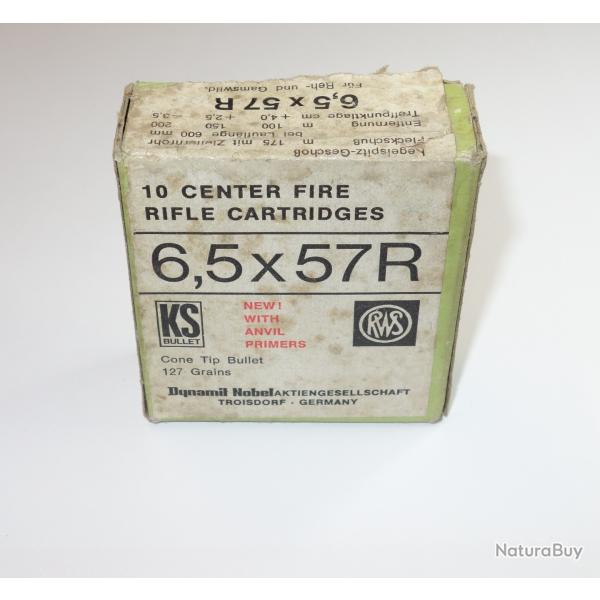 Kegelspitz-Geschoß
Fleckschuß 175 m mit Zielfernrohr
bei Lauflänge 600 mm
Entfernung m 100 150 200
Treffpunktlage cm + 4,0 + 2,5 – 3,5
6,5 x 57 R
Für Reh- und Gamswild.
10 CENTER FIRE
RIFLE CARTRIDGES
6,5 x 57 R
KS
BULLET
NEW!
WITH
ANVIL
PRIMERS
RWS
Cone Tip Bullet
127 Grains
Dynamit Nobel AKTIENGESELLSCHAFT
TROISDORF - GERMANY
NaturaBuy